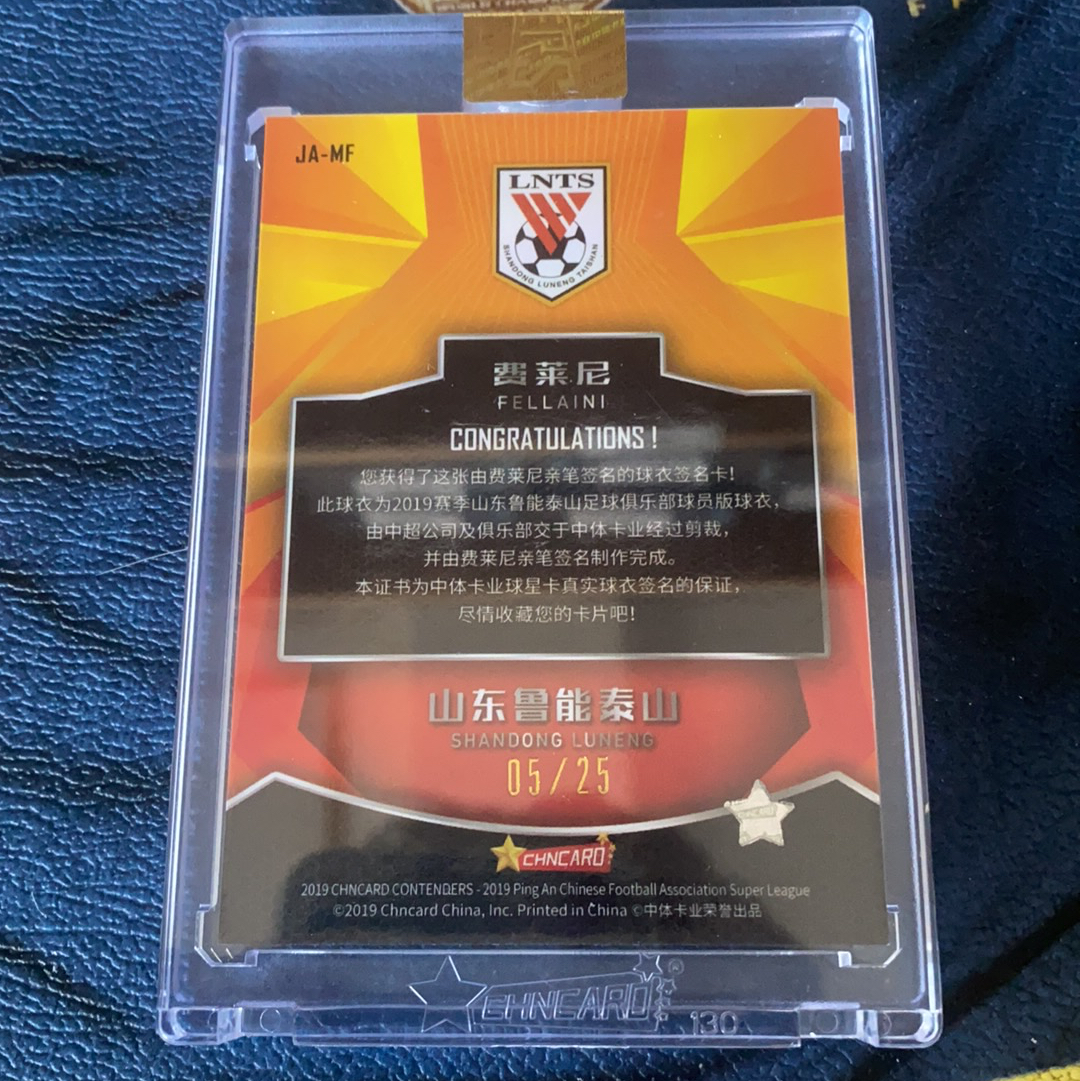 JA-MF
LNTS
SHANDONG LUNENG TAISHAN
费莱尼
FELLAINI
CONGRATULATIONS!
您获得了这张由费莱尼亲笔签名的球衣签名卡!
此球衣为2019赛季山东鲁能泰山足球俱乐部球员版球衣,
由中超公司及俱乐部交于中体卡业经过剪裁,
并由费莱尼亲笔签名制作完成。
本证书为中体卡业球星卡真实球衣签名的保证,
尽情收藏您的卡片吧!
山东鲁能泰山
SHANDONG LUNENG
05/25
CHNCARD
2019 CHNCARD CONTENDERS - 2019 Ping An Chinese Football Association Super League
©2019 Chncard China, Inc. Printed in China ©中体卡业荣誉出品
CHNCARD® 130